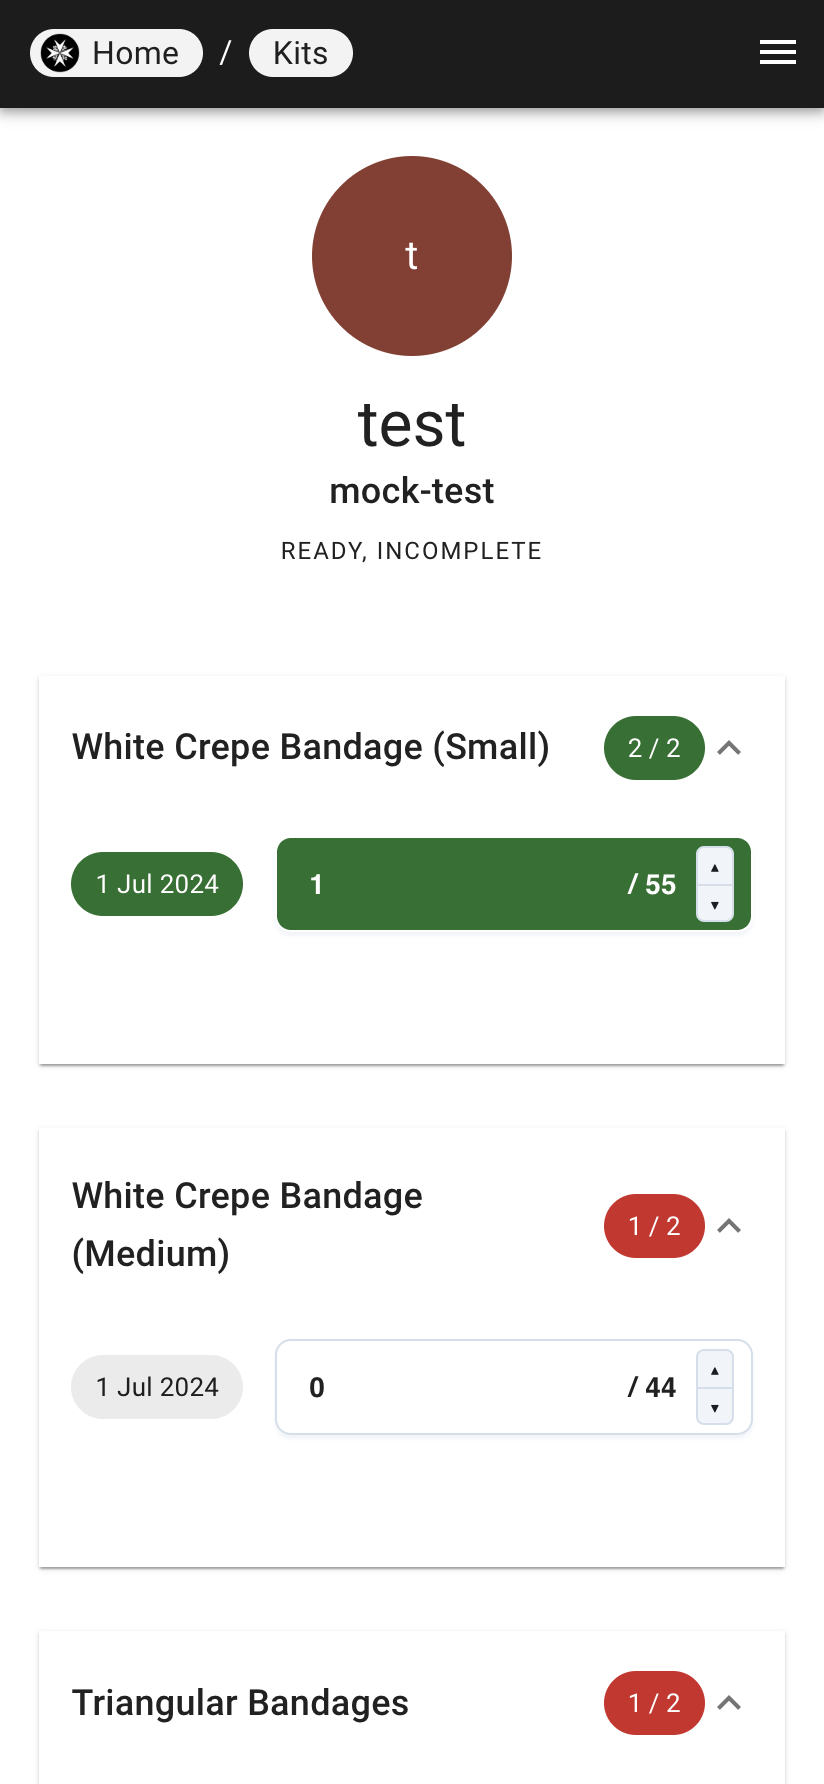 Home / Kits
t
test
mock-test
READY, INCOMPLETE
White Crepe Bandage (Small)
2 / 2
1 Jul 2024
1
/ 55
White Crepe Bandage
(Medium)
1 / 2
1 Jul 2024
0
/ 44
Triangular Bandages
1 / 2